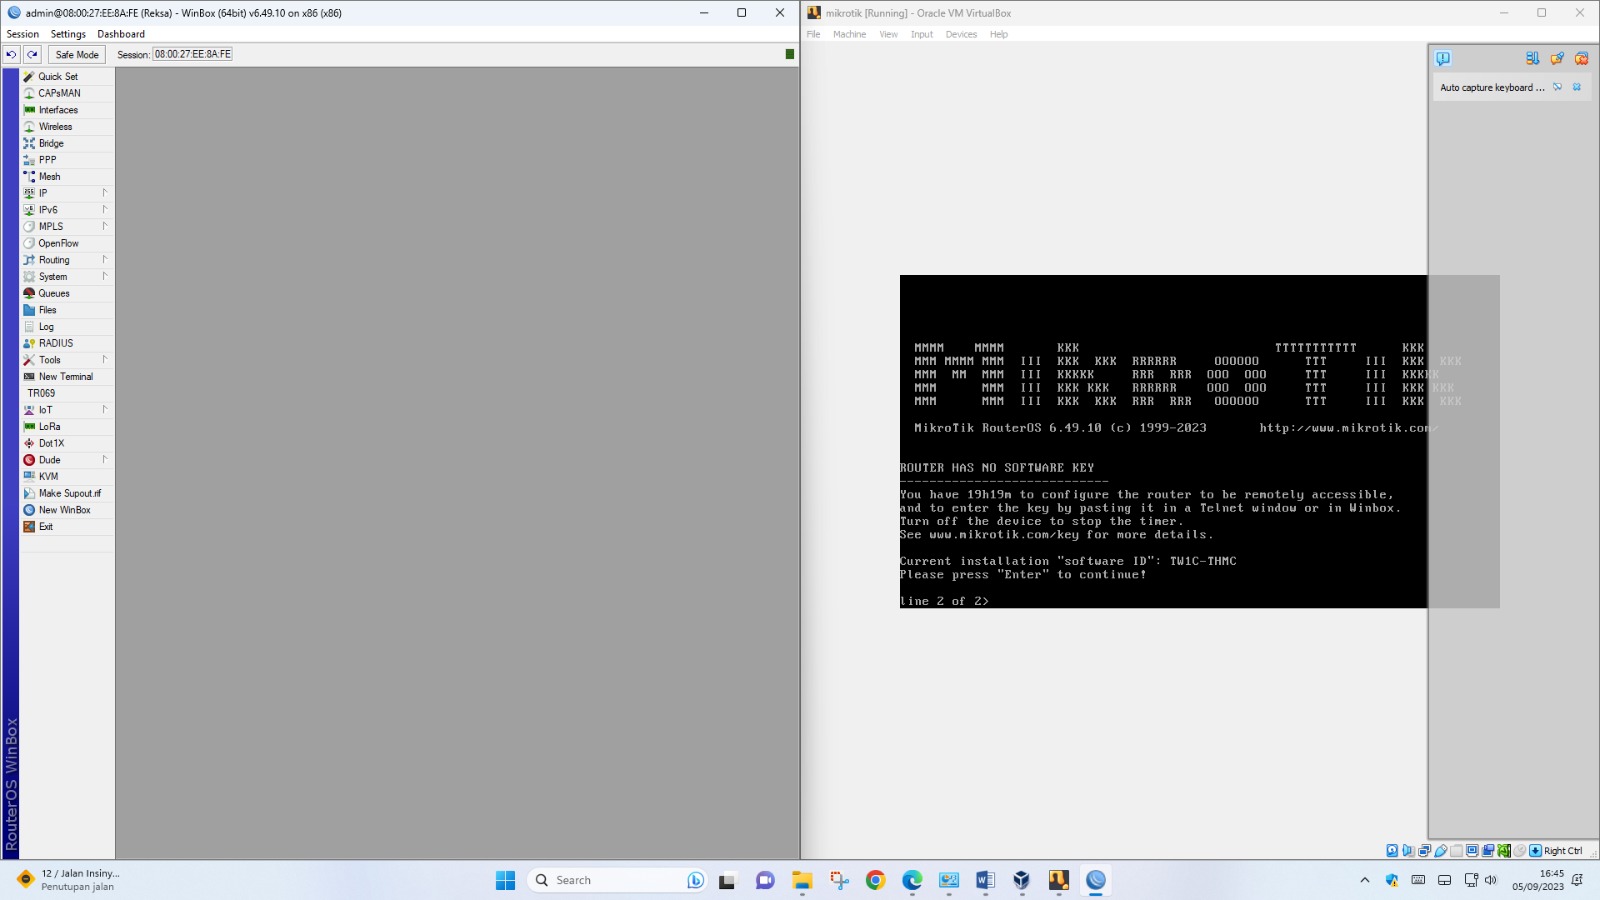 admin@08:00:27:EE:8A:FE (Reksa) - WinBox (64bit) v6.49.10 on x86 (x86)
Session Settings Dashboard
Safe Mode Session: 08:00:27:EE:8A:FE
Quick Set
CAPsMAN
Interfaces
Wireless
Bridge
PPP
Mesh
IP
IPv6
MPLS
OpenFlow
Routing
System
Queues
Files
Log
RADIUS
Tools
New Terminal
TR069
IoT
LoRa
Dot1X
Dude
KVM
Make Supout.rif
New WinBox
Exit
RouterOS WinBox
mikrotik [Running] - Oracle VM VirtualBox
File Machine View Input Devices Help
Auto capture keyboard ...
MMMM    MMMM       KKK                          TTTTTTTTTTT      KKK
MMM MMMM MMM  III  KKK  KKK  RRRRRR     OOOOOO      TTT     III  KKK  KKK
MMM  MM  MMM  III  KKKKK     RRR  RRR  OOO  OOO     TTT     III  KKKKK
MMM      MMM  III  KKK KKK   RRRRRR    OOO  OOO     TTT     III  KKK KKK
MMM      MMM  III  KKK  KKK  RRR  RRR   OOOOOO      TTT     III  KKK  KKK
MikroTik RouterOS 6.49.10 (c) 1999-2023       http://www.mikrotik.com/
ROUTER HAS NO SOFTWARE KEY
----------------------------
You have 19h19m to configure the router to be remotely accessible,
and to enter the key by pasting it in a Telnet window or in Winbox.
Turn off the device to stop the timer.
See www.mikrotik.com/key for more details.
Current installation "software ID": TW1C-THMC
Please press "Enter" to continue!
line 2 of 2>
Right Ctrl
12 / Jalan Insiny...
Penutupan jalan
Search
16:45
05/09/2023